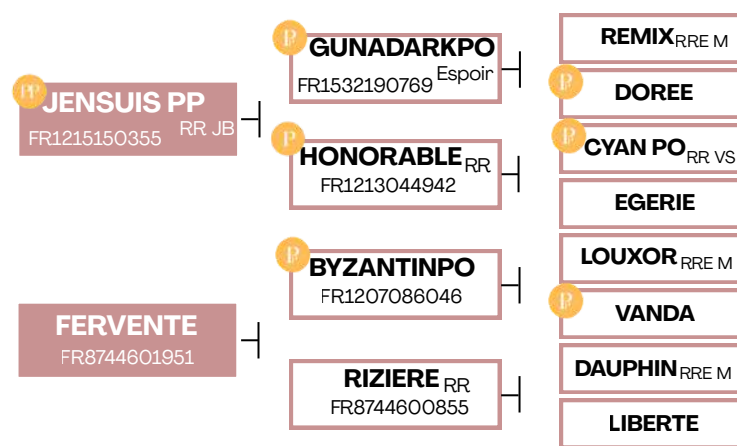 PP
JENSUIS PP
FR1215150355 RR JB
P
GUNADARKPO
FR1532190769 Espoir
REMIX RRE M
P
DOREE
P
HONORABLE RR
FR1213044942
P
CYAN PO RR VS
EGERIE
FERVENTE
FR8744601951
P
BYZANTINPO
FR1207086046
LOUXOR RRE M
P
VANDA
RIZIERE RR
FR8744600855
DAUPHIN RRE M
LIBERTE